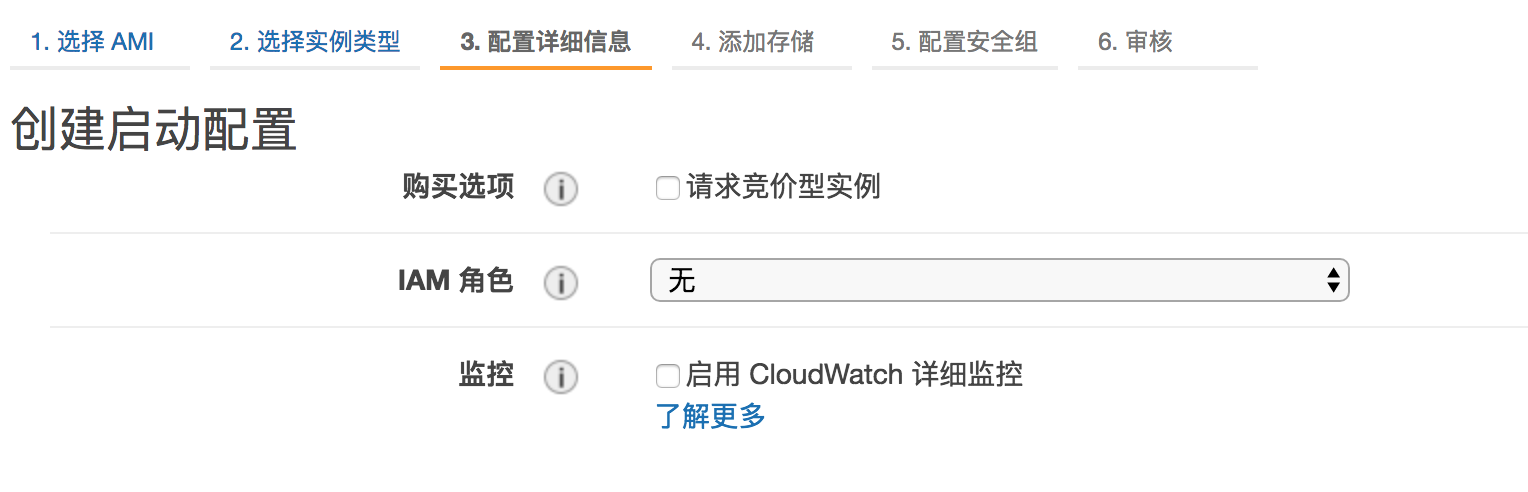 1. 选择 AMI 2. 选择实例类型 3. 配置详细信息 4. 添加存储 5. 配置安全组 6. 审核
创建启动配置
购买选项 i 请求竞价型实例
IAM 角色 i 无
监控 i 启用 CloudWatch 详细监控
了解更多